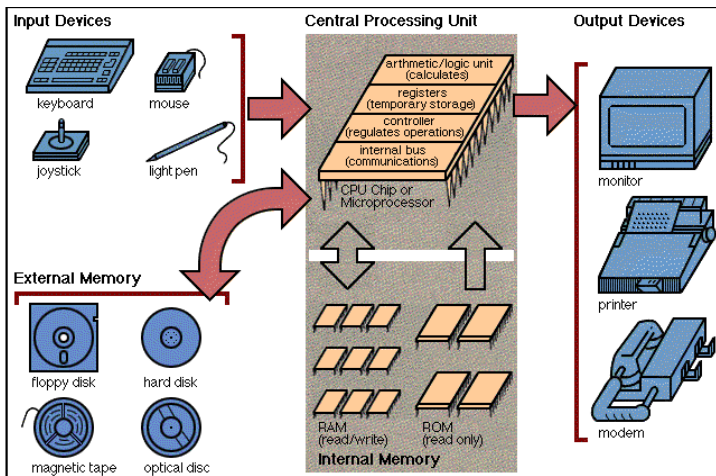 Input Devices
keyboard
mouse
joystick
light pen
Central Processing Unit
arithmetic/logic unit
(calculates)
registers
(temporary storage)
controller
(regulates operations)
internal bus
(communications)
CPU Chip or
Microprocessor
Output Devices
monitor
printer
modem
External Memory
floppy disk
hard disk
magnetic tape
optical disc
RAM
(read/write)
ROM
(read only)
Internal Memory